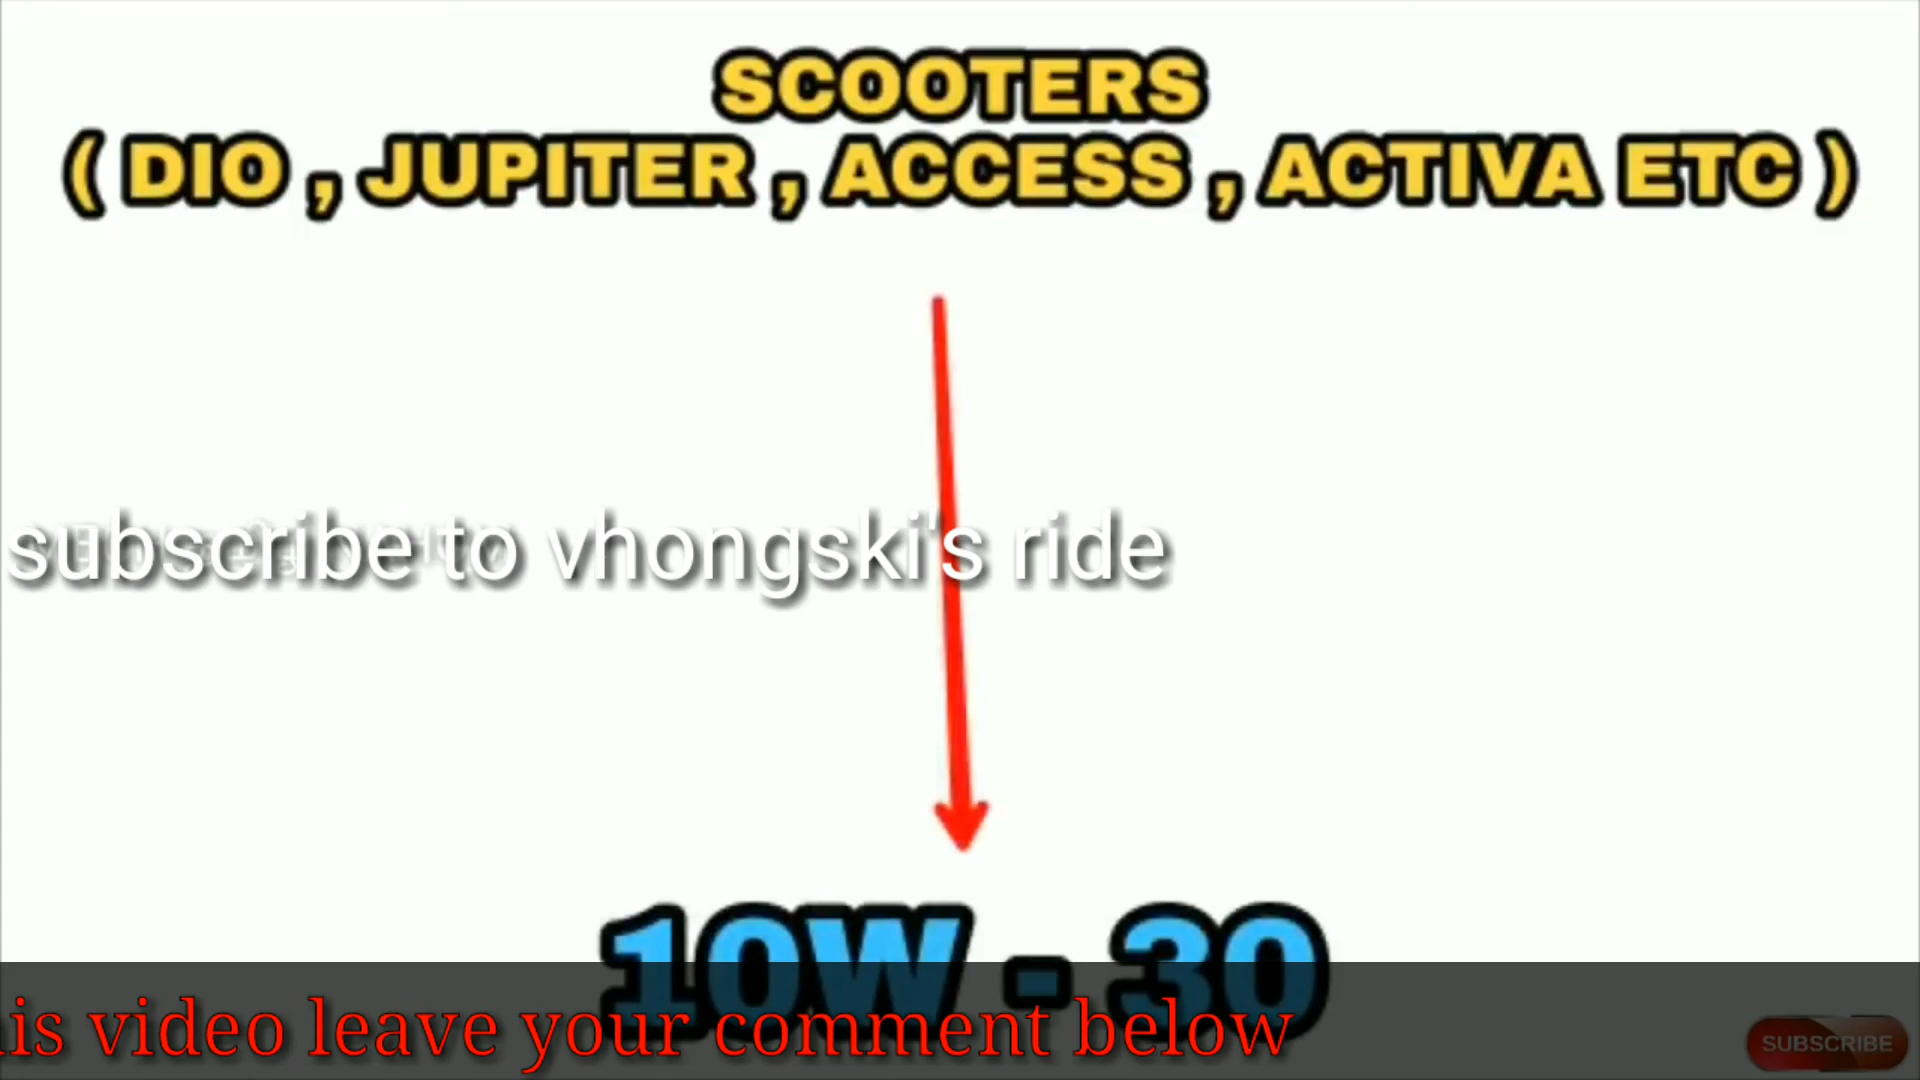 SCOOTERS
( DIO , JUPITER , ACCESS , ACTIVA ETC )
subscribe to vhongski's ride
10W - 30
is video leave your comment below
SUBSCRIBE